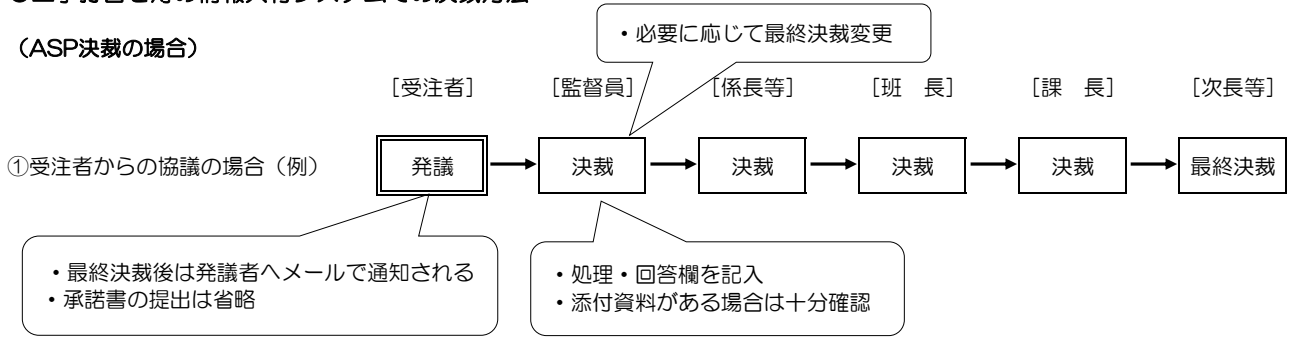 （ASP決裁の場合）
・必要に応じて最終決裁変更
［受注者］ ［監督員］ ［係長等］ ［班　長］ ［課　長］ ［次長等］
①受注者からの協議の場合（例） 発議 決裁 決裁 決裁 決裁 最終決裁
・最終決裁後は発議者へメールで通知される
・承諾書の提出は省略
・処理・回答欄を記入
・添付資料がある場合は十分確認